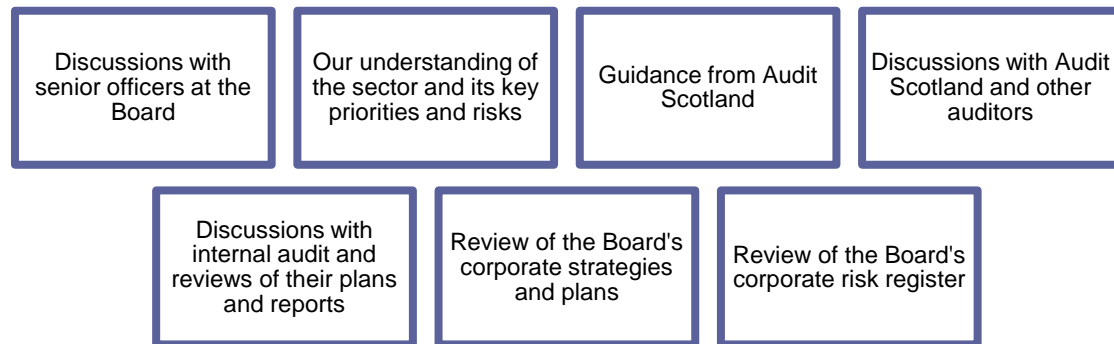 Discussions with
senior officers at the
Board
Our understanding of
the sector and its key
priorities and risks
Guidance from Audit
Scotland
Discussions with Audit
Scotland and other
auditors
Discussions with
internal audit and
reviews of their plans
and reports
Review of the Board's
corporate strategies
and plans
Review of the Board's
corporate risk register